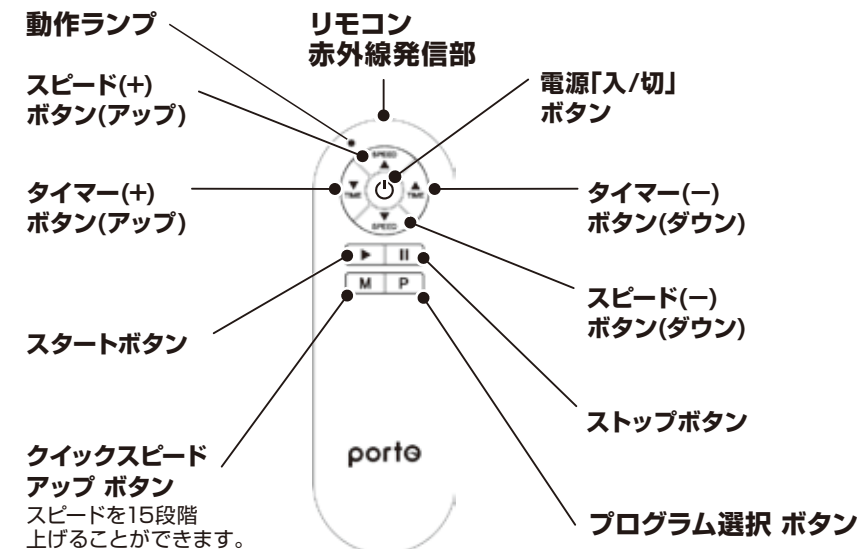 動作ランプ
リモコン
赤外線発信部
スピード(+)
ボタン(アップ)
電源「入/切」
ボタン
タイマー(+)
ボタン(アップ)
タイマー(ー)
ボタン(ダウン)
スピード(ー)
ボタン(ダウン)
スタートボタン
ストップボタン
クイックスピード
アップ ボタン
スピードを15段階
上げることができます。
プログラム選択 ボタン
SPEED
TIME
TIME
SPEED
M P
porto